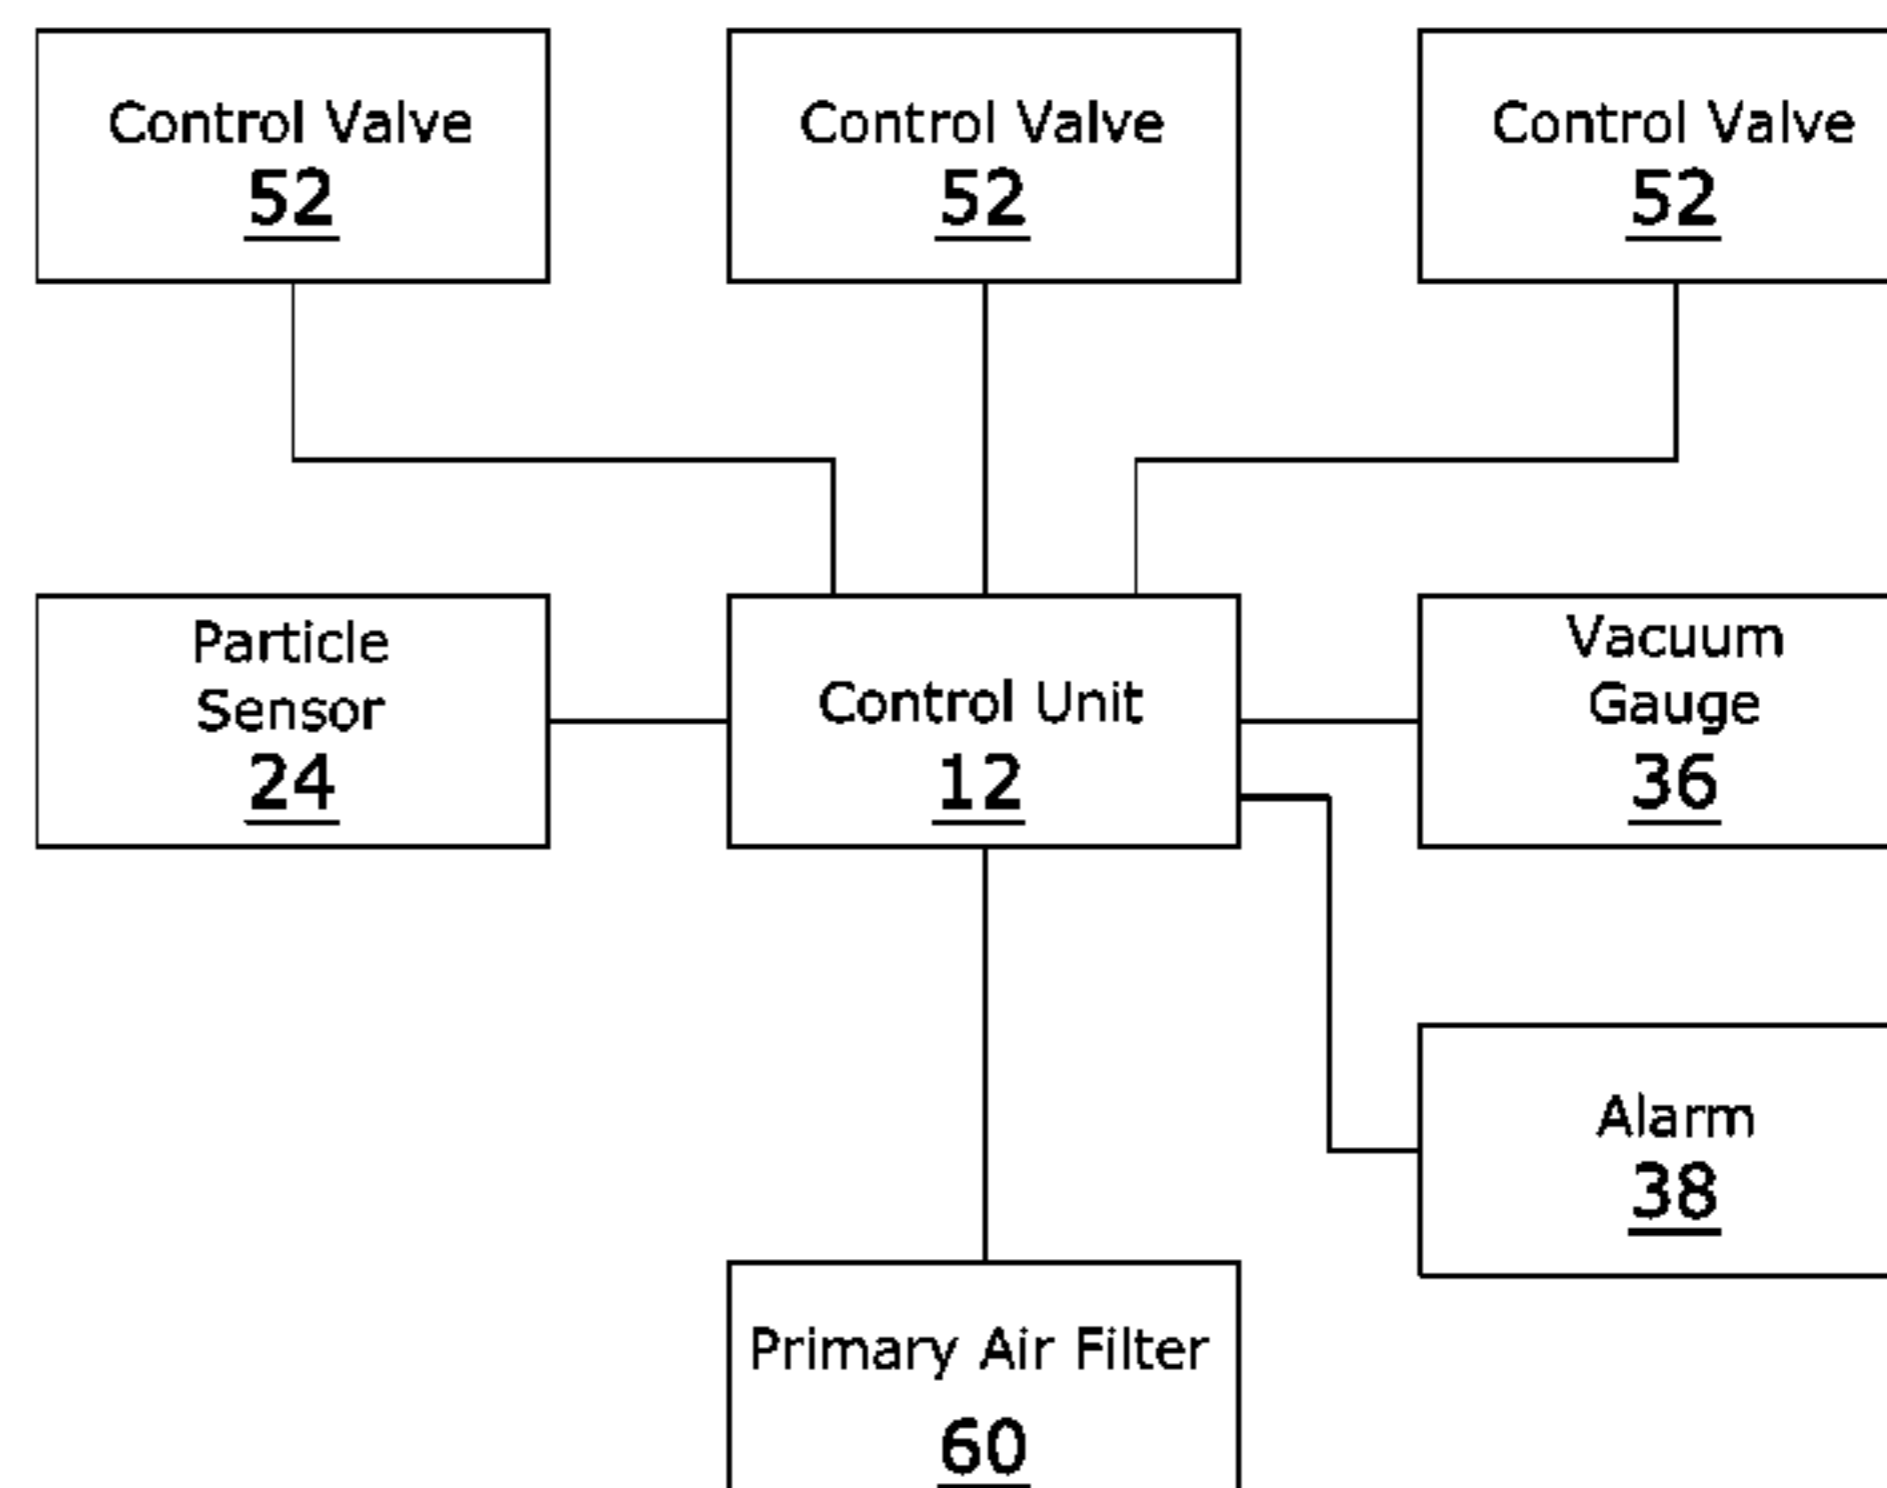 Control Valve
52
Control Valve
52
Control Valve
52
Particle
Sensor
24
Control Unit
12
Vacuum
Gauge
36
Alarm
38
Primary Air Filter
60